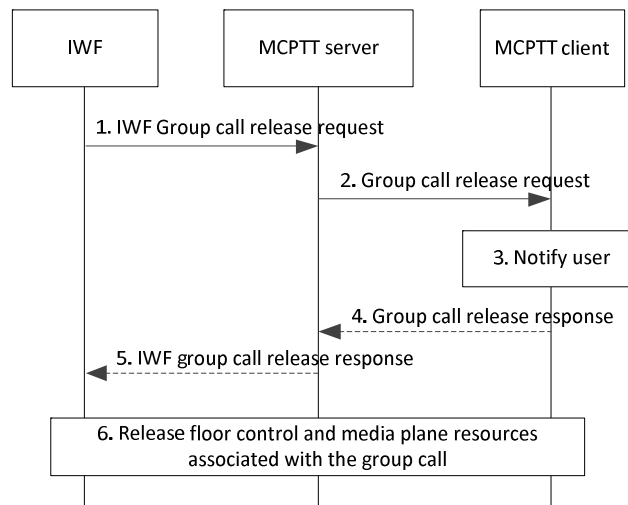 IWF
MCPTT server
MCPTT client
1. IWF Group call release request
2. Group call release request
3. Notify user
4. Group call release response
5. IWF group call release response
6. Release floor control and media plane resources
associated with the group call